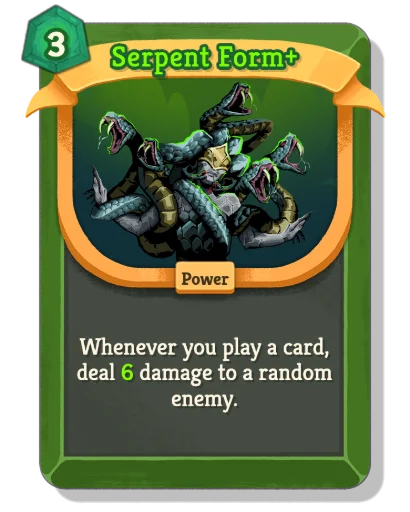 3
Serpent Form+
Power
Whenever you play a card,
deal 6 damage to a random
enemy.